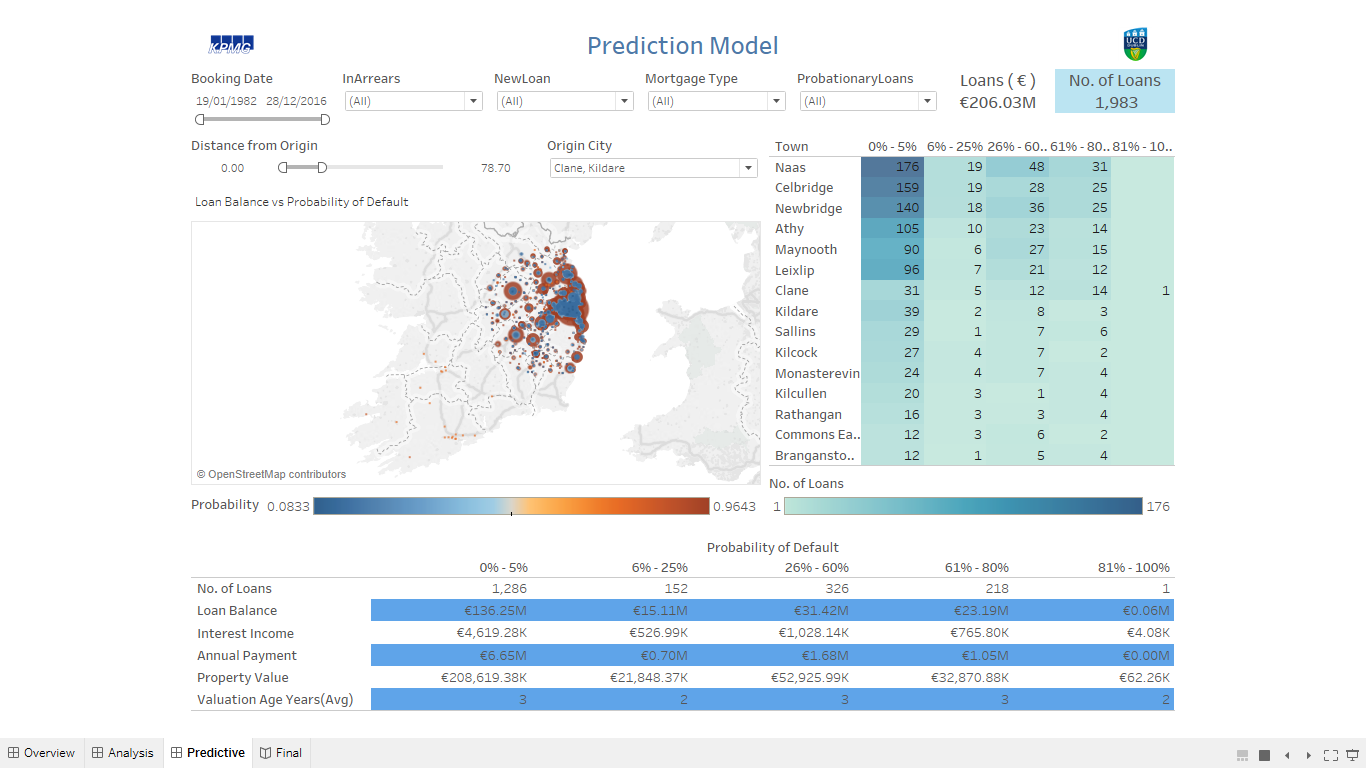 KPMG
Prediction Model
UCD
DUBLIN
Booking Date InArrears NewLoan Mortgage Type ProbationaryLoans Loans ( € ) No. of Loans
19/01/1982 28/12/2016 (All) (All) (All) (All) €206.03M 1,983
Distance from Origin Origin City
0.00 78.70 Clane, Kildare
Loan Balance vs Probability of Default
© OpenStreetMap contributors
Probability 0.0833 0.9643
Town 0% - 5% 6% - 25% 26% - 60.. 61% - 80.. 81% - 10..
Naas 176 19 48 31
Celbridge 159 19 28 25
Newbridge 140 18 36 25
Athy 105 10 23 14
Maynooth 90 6 27 15
Leixlip 96 7 21 12
Clane 31 5 12 14 1
Kildare 39 2 8 3
Sallins 29 1 7 6
Kilcock 27 4 7 2
Monasterevin 24 4 7 4
Kilcullen 20 3 1 4
Rathangan 16 3 3 4
Commons Ea.. 12 3 6 2
Brangansto.. 12 1 5 4
No. of Loans
1 176
Probability of Default
0% - 5% 6% - 25% 26% - 60% 61% - 80% 81% - 100%
No. of Loans 1,286 152 326 218 1
Loan Balance €136.25M €15.11M €31.42M €23.19M €0.06M
Interest Income €4,619.28K €526.99K €1,028.14K €765.80K €4.08K
Annual Payment €6.65M €0.70M €1.68M €1.05M €0.00M
Property Value €208,619.38K €21,848.37K €52,925.99K €32,870.88K €62.26K
Valuation Age Years(Avg) 3 2 3 3 2
Overview Analysis Predictive Final